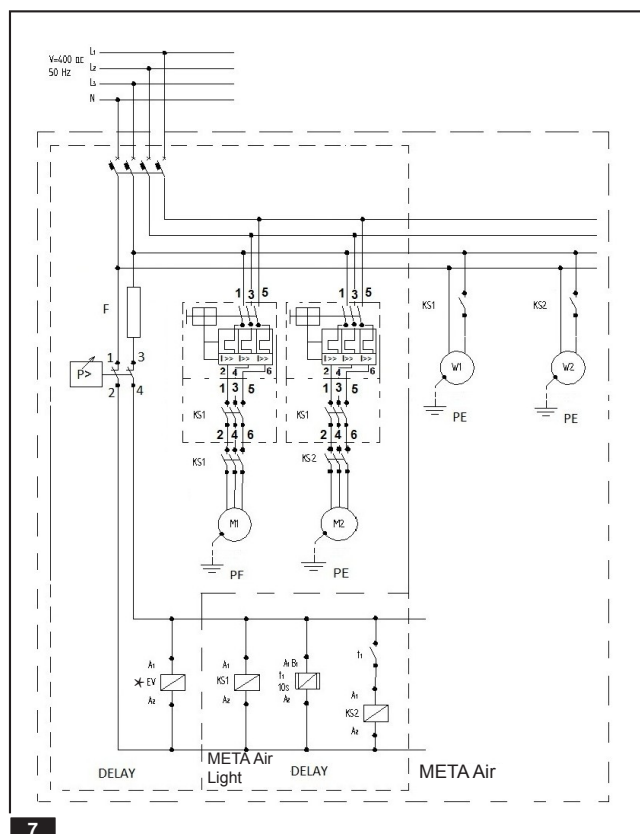 L1
V=400 ac
L2
50 Hz
L3
N
F
1 3 5
1 3 5
KS1
KS2
I>> I>> I>>
I>> I>> I>>
1 3
P>
2 4
2 4 6
2 4 6
W1
W2
1 3 5
1 3 5
PE
PE
KS1
KS1
2 4 6
2 4 6
KS1
KS2
M1
M2
PF
PE
A1
EV
A2
A1
KS1
A2
A1 B1
t1
10s
A2
t1
A1
KS2
A2
META Air
Light
DELAY
DELAY
META Air
7